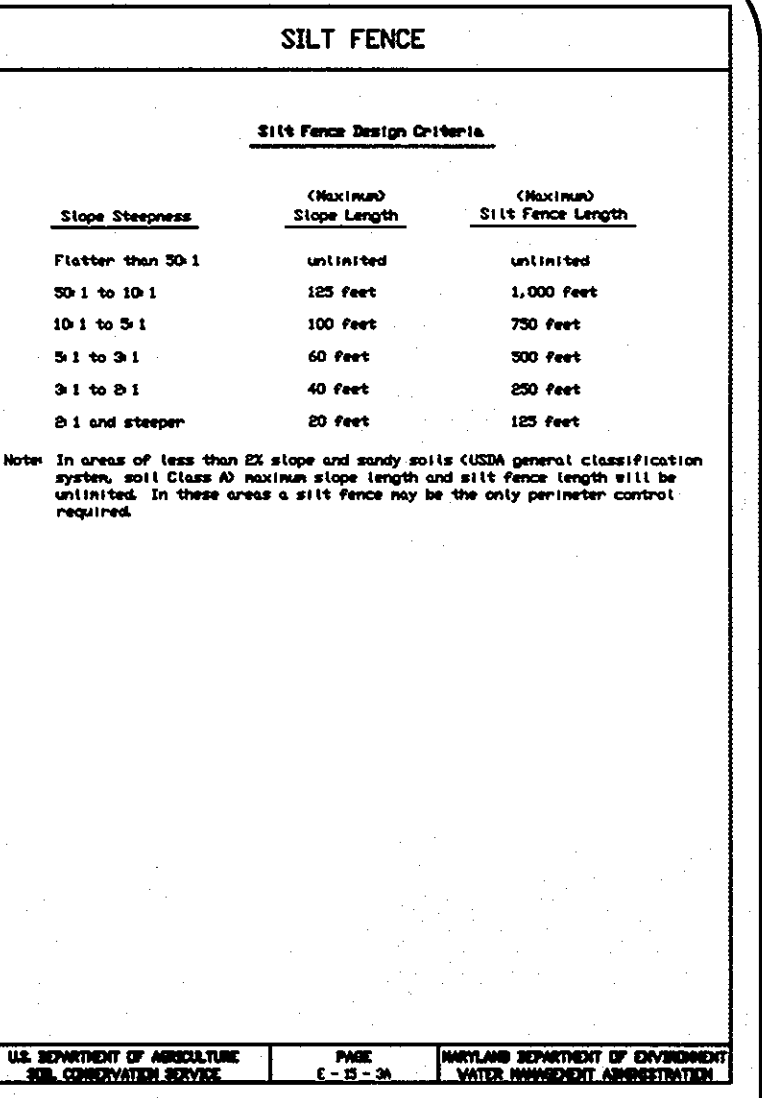 SILT FENCE
Silt Fence Design Criteria
(Maximum) (Maximum)
Slope Steepness Slope Length Silt Fence Length
Flatter than 50:1 unlimited unlimited
50:1 to 10:1 125 feet 1,000 feet
10:1 to 5:1 100 feet 750 feet
5:1 to 3:1 60 feet 500 feet
3:1 to 2:1 40 feet 250 feet
2:1 and steeper 20 feet 125 feet
Note: In areas of less than 2% slope and sandy soils (USDA general classification
system, soil Class A) maximum slope length and silt fence length will be
unlimited. In these areas a silt fence may be the only perimeter control
required.
U.S. DEPARTMENT OF AGRICULTURE PAGE MARYLAND DEPARTMENT OF ENVIRONMENT
SOIL CONSERVATION SERVICE E - 15 - 3A WATER MANAGEMENT ADMINISTRATION